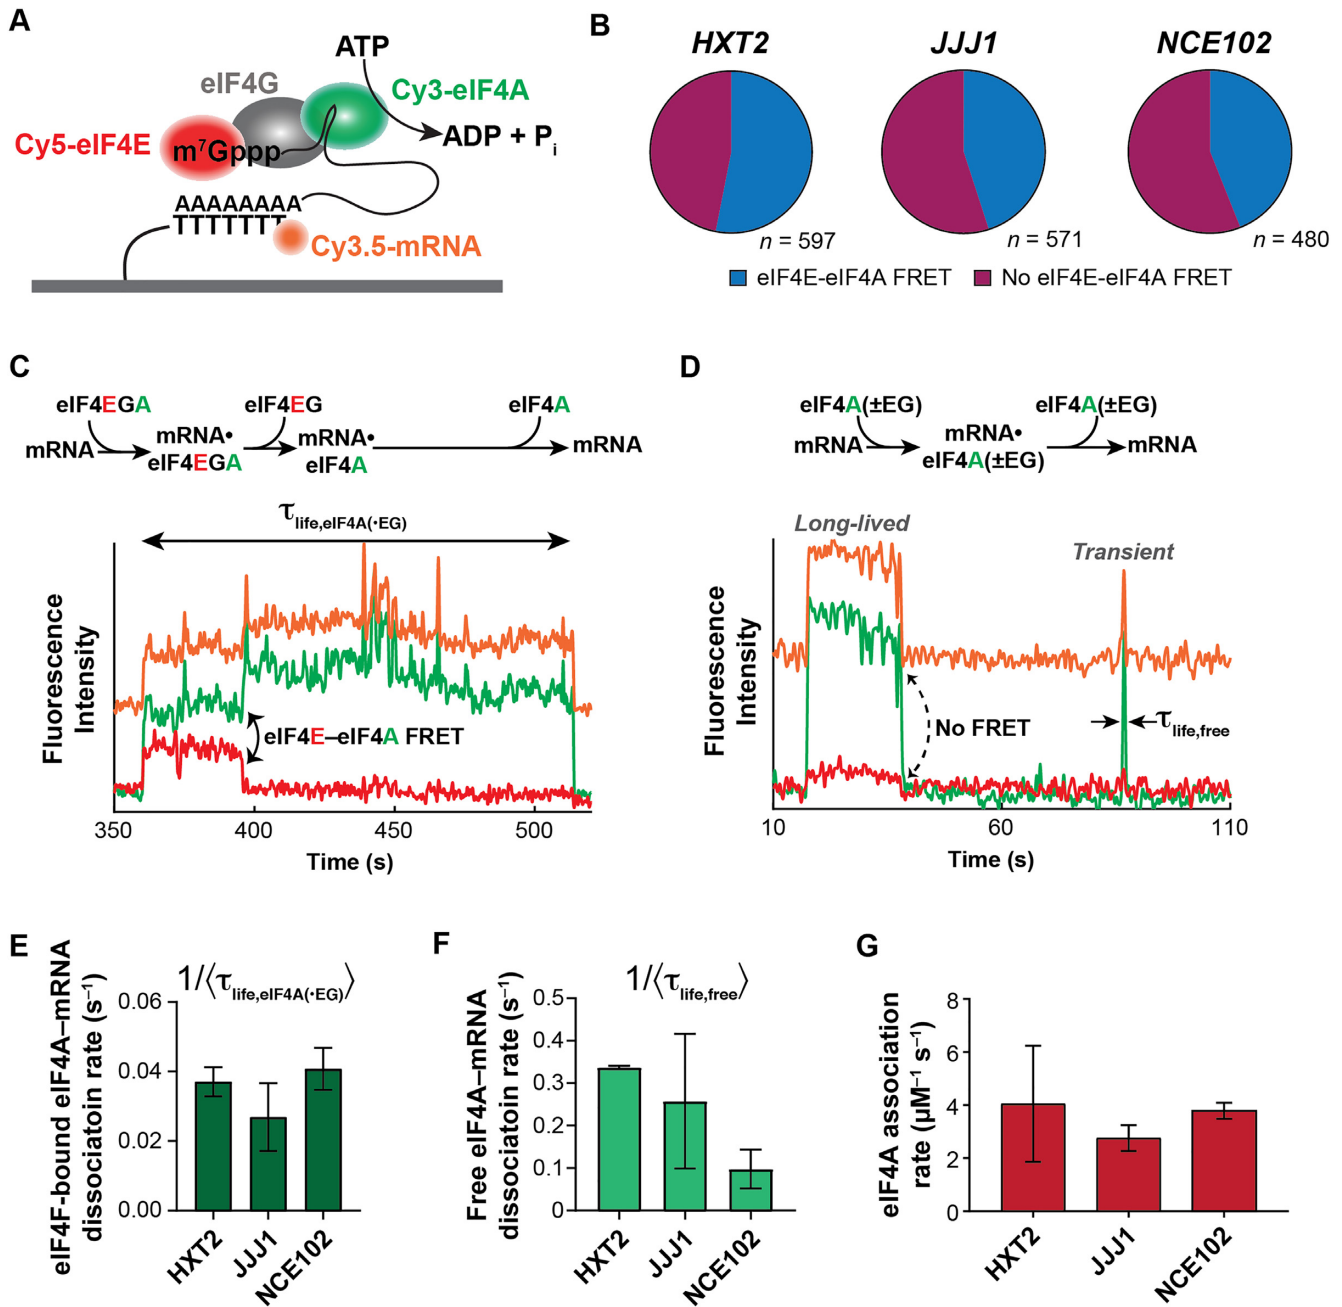 A
ATP
eIF4G
Cy3-eIF4A
Cy5-eIF4E
m⁷Gppp
ADP + Pᵢ
AAAAAAAA
TTTTTTT
Cy3.5-mRNA
B
HXT2
JJJ1
NCE102
n = 597
n = 571
n = 480
eIF4E-eIF4A FRET
No eIF4E-eIF4A FRET
C
eIF4EGA
eIF4EG
eIF4A
mRNA
mRNA•
eIF4EGA
mRNA•
eIF4A
mRNA
τlife,eIF4A(•EG)
Fluorescence
Intensity
eIF4E–eIF4A FRET
350
400
450
500
Time (s)
D
eIF4A(±EG)
eIF4A(±EG)
mRNA
mRNA•
eIF4A(±EG)
mRNA
Long-lived
Transient
Fluorescence
Intensity
No FRET
τlife,free
10
60
110
Time (s)
E
eIF4F-bound eIF4A–mRNA
dissociatoin rate (s⁻¹)
1/⟨τlife,eIF4A(•EG)⟩
0.06
0.04
0.02
0.00
HXT2
JJJ1
NCE102
F
Free eIF4A–mRNA
dissociatoin rate (s⁻¹)
1/⟨τlife,free⟩
0.5
0.4
0.3
0.2
0.1
0
HXT2
JJJ1
NCE102
G
eIF4A association
rate (µM⁻¹ s⁻¹)
8
6
4
2
0
HXT2
JJJ1
NCE102